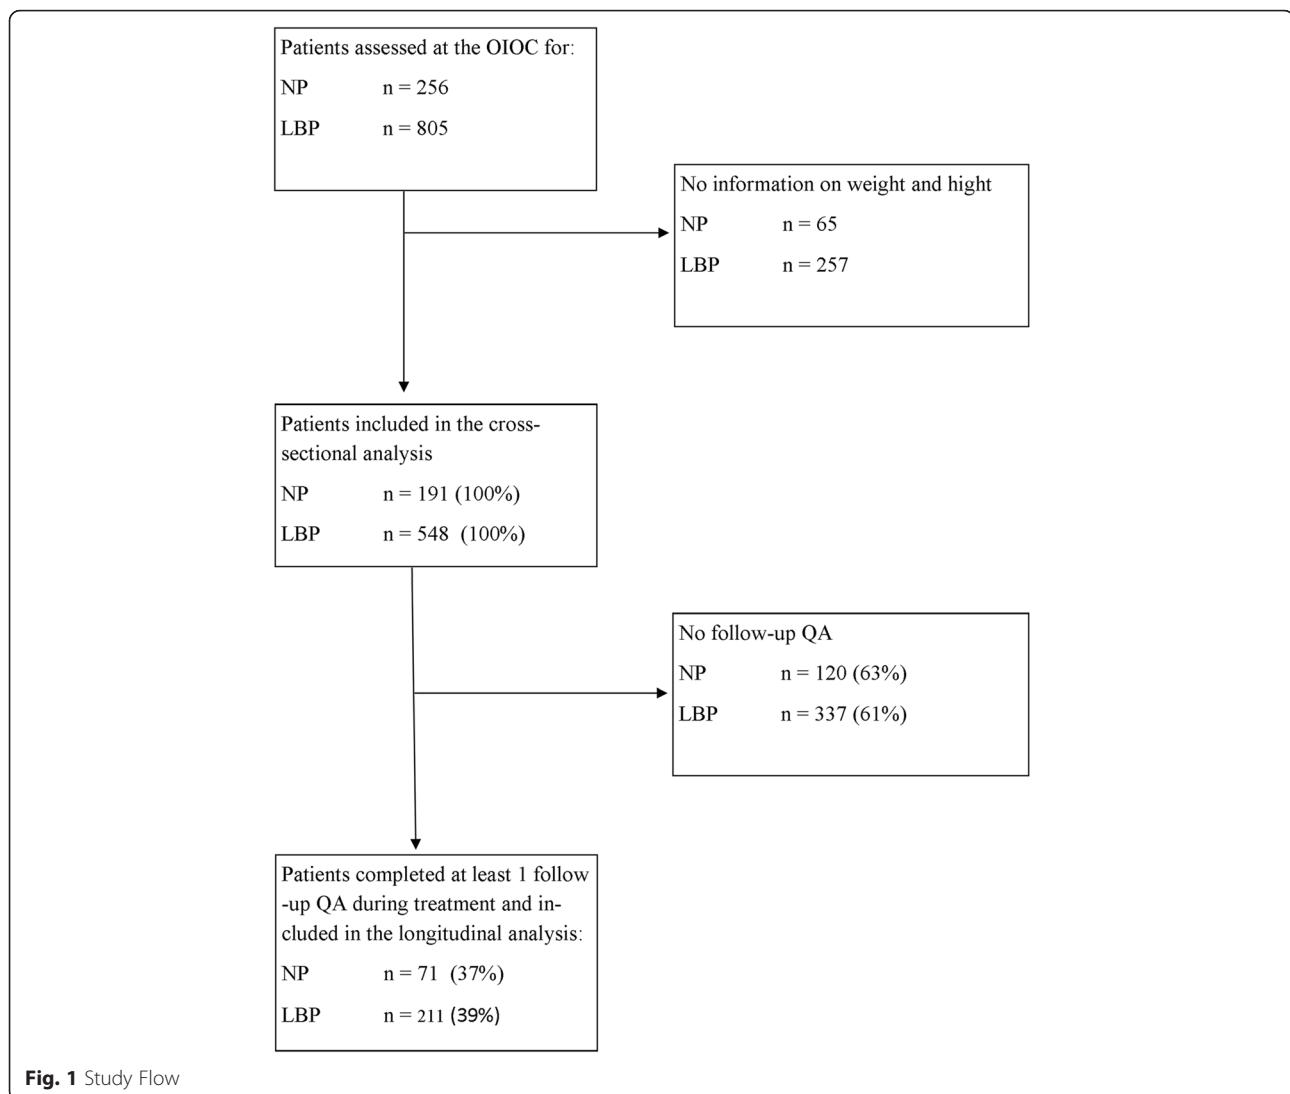 Patients assessed at the OIOC for:
NP n = 256
LBP n = 805
No information on weight and hight
NP n = 65
LBP n = 257
Patients included in the cross-
sectional analysis
NP n = 191 (100%)
LBP n = 548 (100%)
No follow-up QA
NP n = 120 (63%)
LBP n = 337 (61%)
Patients completed at least 1 follow
-up QA during treatment and in-
cluded in the longitudinal analysis:
NP n = 71 (37%)
LBP n = 211 (39%)
Fig. 1 Study Flow